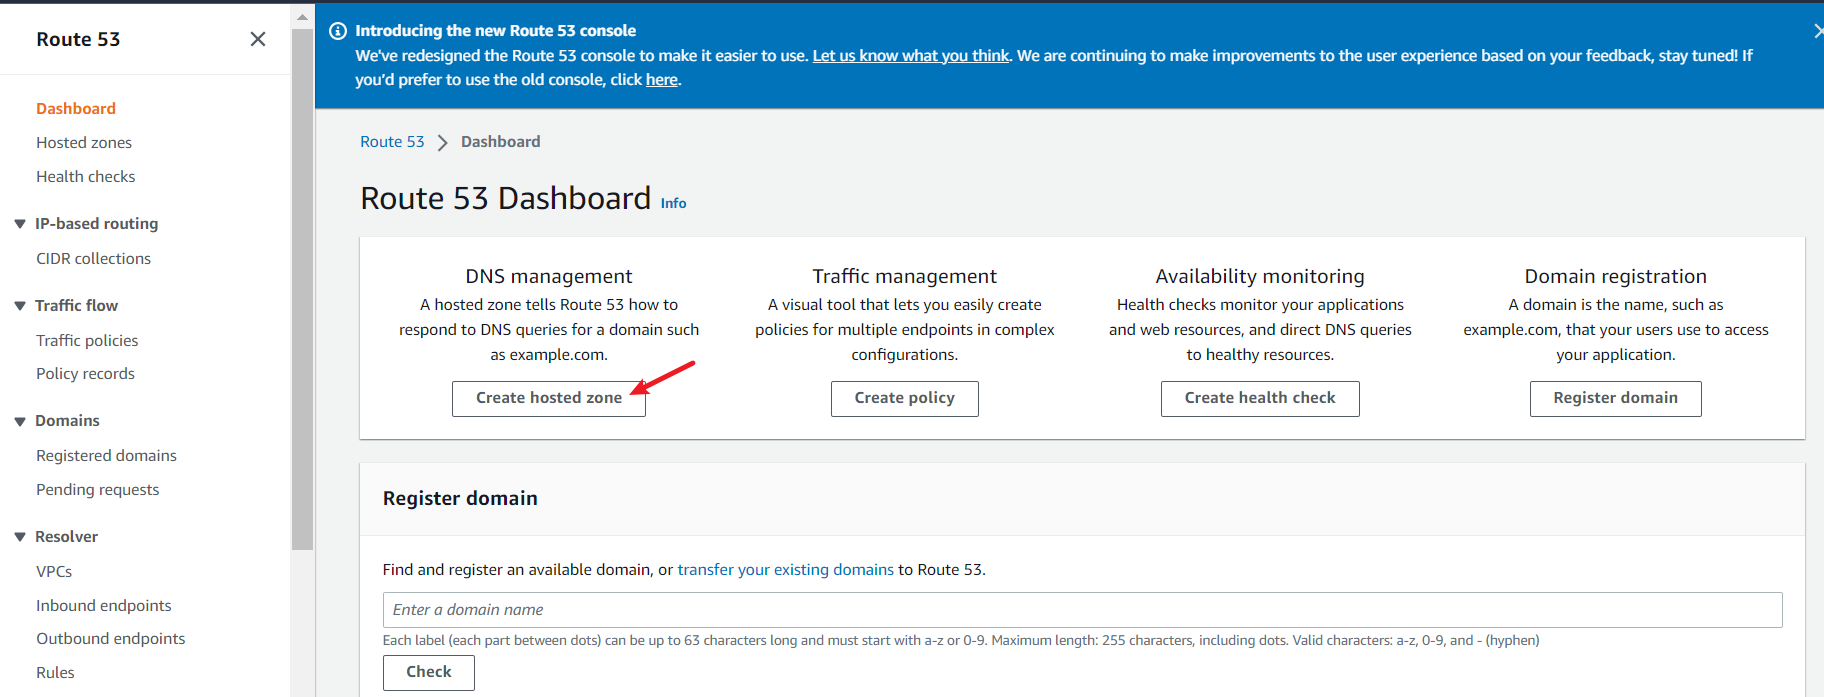 Route 53
Dashboard
Hosted zones
Health checks
IP-based routing
CIDR collections
Traffic flow
Traffic policies
Policy records
Domains
Registered domains
Pending requests
Resolver
VPCs
Inbound endpoints
Outbound endpoints
Rules
Introducing the new Route 53 console
We've redesigned the Route 53 console to make it easier to use. Let us know what you think. We are continuing to make improvements to the user experience based on your feedback, stay tuned! If
you’d prefer to use the old console, click here.
Route 53 Dashboard
Route 53 Dashboard Info
DNS management
A hosted zone tells Route 53 how to
respond to DNS queries for a domain such
as example.com.
Create hosted zone
Traffic management
A visual tool that lets you easily create
policies for multiple endpoints in complex
configurations.
Create policy
Availability monitoring
Health checks monitor your applications
and web resources, and direct DNS queries
to healthy resources.
Create health check
Domain registration
A domain is the name, such as
example.com, that your users use to access
your application.
Register domain
Register domain
Find and register an available domain, or transfer your existing domains to Route 53.
Enter a domain name
Each label (each part between dots) can be up to 63 characters long and must start with a-z or 0-9. Maximum length: 255 characters, including dots. Valid characters: a-z, 0-9, and - (hyphen)
Check